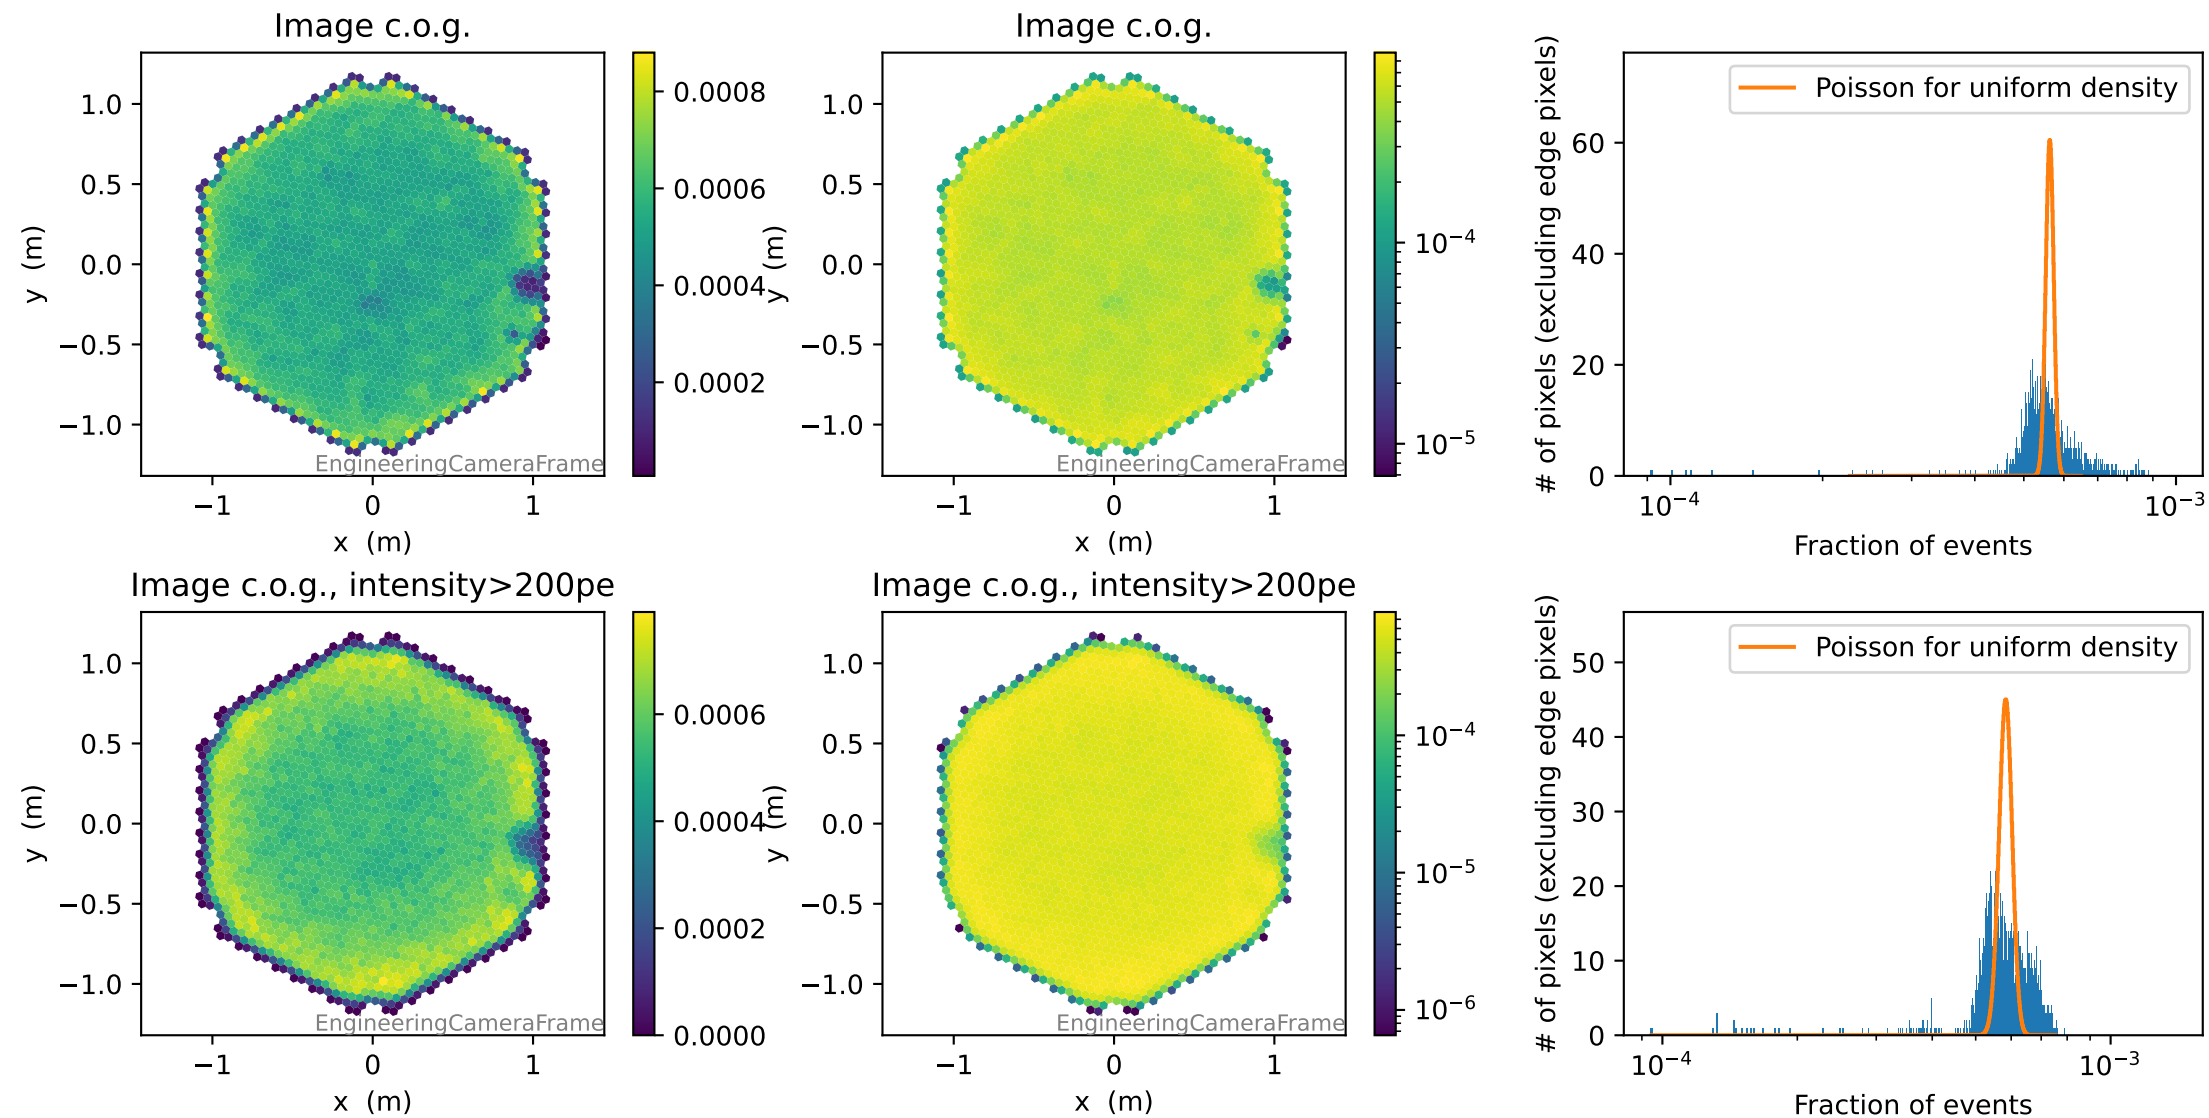 Image c.o.g.
1.0
0.5
0.0
−0.5
−1.0
y (m)
−1
0
1
x (m)
EngineeringCameraFrame
0.0008
0.0006
0.0004
0.0002
Image c.o.g.
1.0
0.5
0.0
−0.5
−1.0
y (m)
−1
0
1
x (m)
EngineeringCameraFrame
10⁻⁴
10⁻⁵
# of pixels (excluding edge pixels)
60
40
20
0
Poisson for uniform density
10⁻⁴
10⁻³
Fraction of events
Image c.o.g., intensity>200pe
1.0
0.5
0.0
−0.5
−1.0
y (m)
−1
0
1
x (m)
EngineeringCameraFrame
0.0006
0.0004
0.0002
0.0000
Image c.o.g., intensity>200pe
1.0
0.5
0.0
−0.5
−1.0
y (m)
−1
0
1
x (m)
EngineeringCameraFrame
10⁻⁴
10⁻⁵
10⁻⁶
# of pixels (excluding edge pixels)
50
40
30
20
10
0
Poisson for uniform density
10⁻⁴
10⁻³
Fraction of events